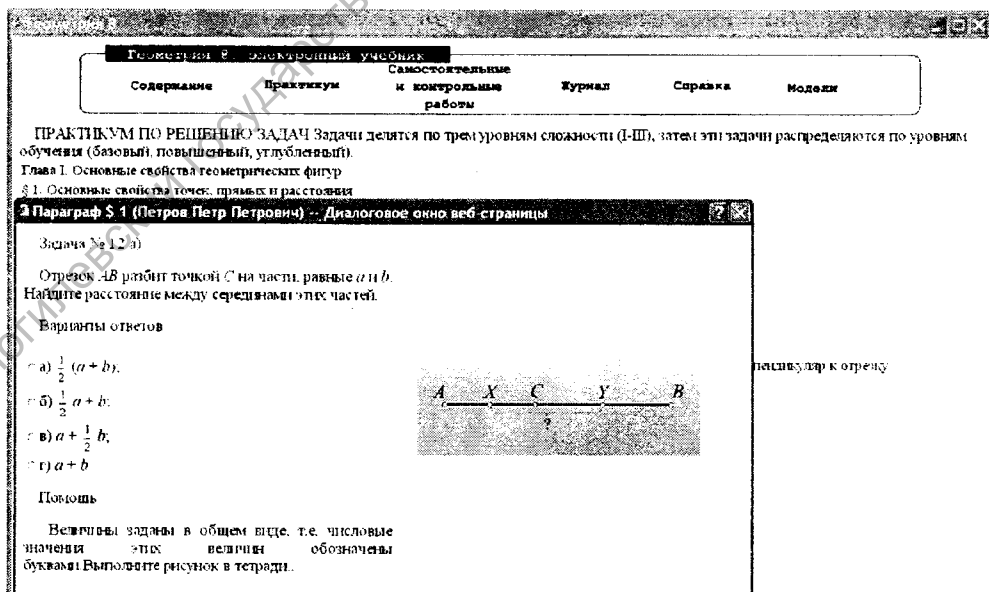 Геометрия 8. электронный учебник
Содержание Практикум Самостоятельные и контрольные работы Журнал Справка Модели
ПРАКТИКУМ ПО РЕШЕНИЮ ЗАДАЧ Задачи делятся по трем уровням сложности (I-III), затем эти задачи распределяются по уровням
обучения (базовый, повышенный, углубленный).
Глава I. Основные свойства геометрических фигур
§ 1. Основные свойства точек, прямых и расстояния
Параграф § 1 (Петров Петр Петрович) -- Диалоговое окно веб-страницы
Задача № 1.2 а)
Отрезок AB разбит точкой C на части, равные a и b.
Найдите расстояние между серединами этих частей.
Варианты ответов
а) 1/2 (a + b);
пендикуляр к отрезку
б) 1/2 a + b;
A X C Y B
?
в) a + 1/2 b;
г) a + b
Помощь
Величины заданы в общем виде, т.е. числовые
значения этих величин обозначены
буквами.Выполните рисунок в тетради..